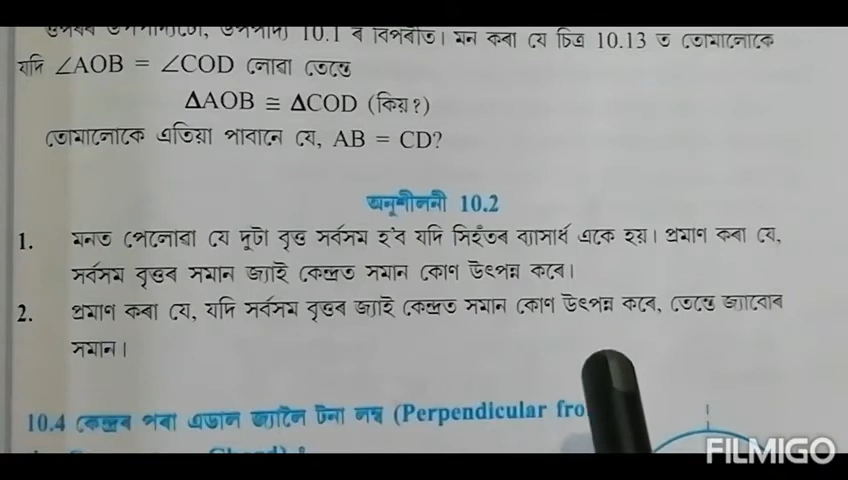 10.1 ৰ বিপৰীত। মন কৰা যে চিত্ৰ 10.13 ত তোমালোকে
যদি ∠AOB = ∠COD লোৱা তেন্তে
ΔAOB ≅ ΔCOD (কিয়?)
তোমালোকে এতিয়া পাবানে যে, AB = CD?
অনুশীলনী 10.2
1. মনত পেলোৱা যে দুটা বৃত্ত সৰ্বসম হ'ব যদি সিহঁতৰ ব্যাসাৰ্ধ একে হয়। প্ৰমাণ কৰা যে,
সৰ্বসম বৃত্তৰ সমান জ্যাই কেন্দ্ৰত সমান কোণ উৎপন্ন কৰে।
2. প্ৰমাণ কৰা যে, যদি সৰ্বসম বৃত্তৰ জ্যাই কেন্দ্ৰত সমান কোণ উৎপন্ন কৰে, তেন্তে জ্যাবোৰ
সমান।
10.4 কেন্দ্ৰৰ পৰা এডাল জ্যালৈ টনা লম্ব (Perpendicular fro
FILMIGO